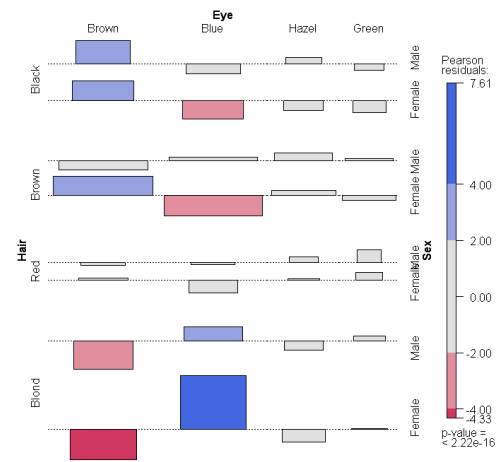 Eye
Brown Blue Hazel Green
Pearson
residuals:
7.61
4.00
2.00
0.00
-2.00
-4.00
-4.33
p-value =
< 2.22e-16
Hair
Black
Brown
Red
Blond
Sex
Male
Female
Male
Female
Male
Female
Male
Female